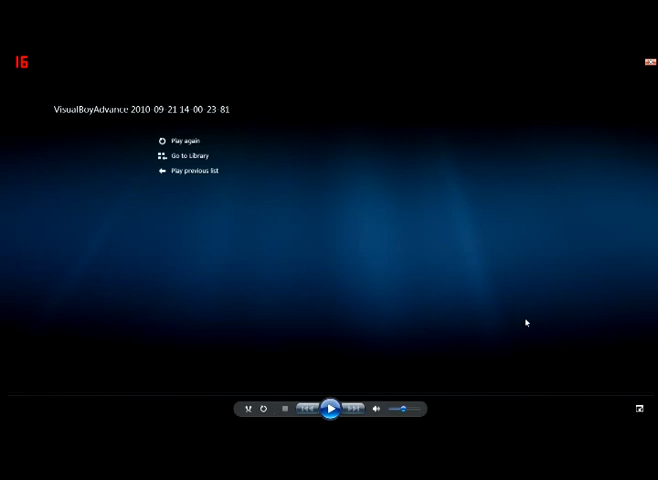 16
VisualBoyAdvance 2010-09-21 14-00-23-81
Play again
Go to Library
Play previous list